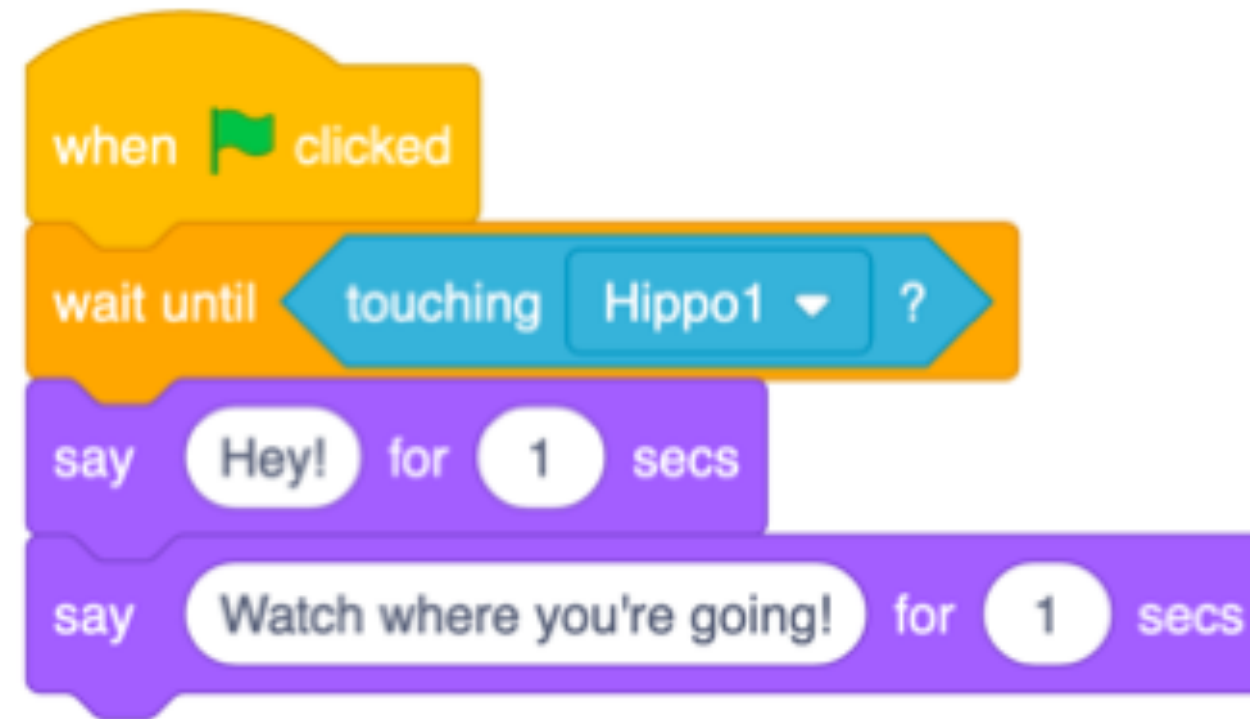 when clicked
wait until touching Hippo1 ?
say Hey! for 1 secs
say Watch where you're going! for 1 secs